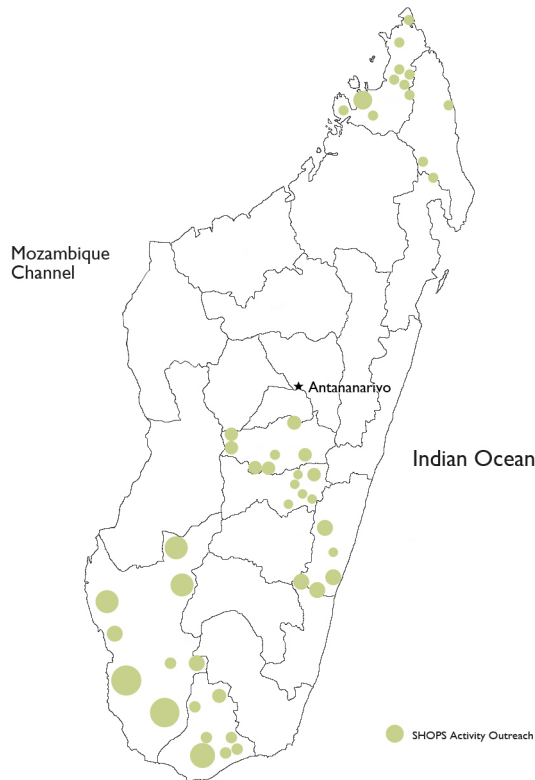 Mozambique
Channel
Antananarivo
Indian Ocean
SHOPS Activity Outreach